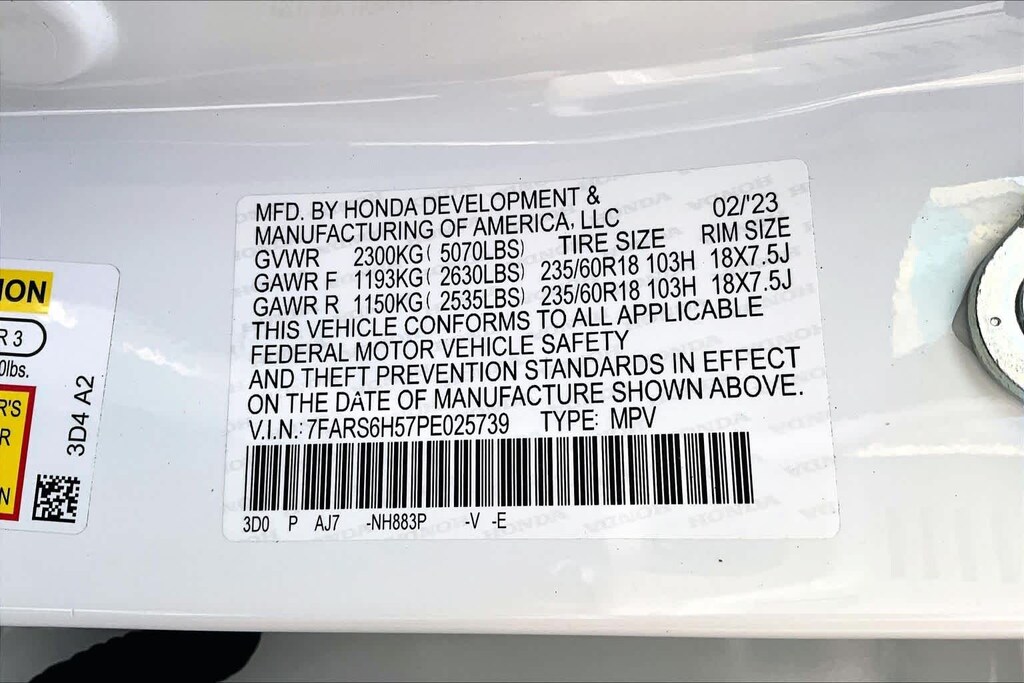 MFD. BY HONDA DEVELOPMENT &
MANUFACTURING OF AMERICA, LLC 02/'23
GVWR 2300KG( 5070LBS) TIRE SIZE RIM SIZE
GAWR F 1193KG( 2630LBS) 235/60R18 103H 18X7.5J
GAWR R 1150KG( 2535LBS) 235/60R18 103H 18X7.5J
THIS VEHICLE CONFORMS TO ALL APPLICABLE
FEDERAL MOTOR VEHICLE SAFETY
AND THEFT PREVENTION STANDARDS IN EFFECT
ON THE DATE OF MANUFACTURE SHOWN ABOVE.
V.I.N.: 7FARS6H57PE025739 TYPE: MPV
3D0 P AJ7 -NH883P -V -E
ION
R 3
0lbs.
R'S
R
N
3D4 A2